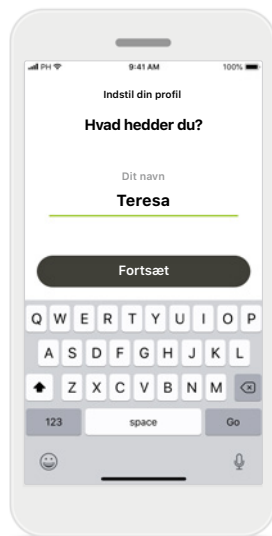 PH 9:41 AM 100%
Indstil din profil
Hvad hedder du?
Dit navn
Teresa
Fortsæt
Q W E R T Y U I O P
A S D F G H J K L
Z X C V B N M
123 space Go